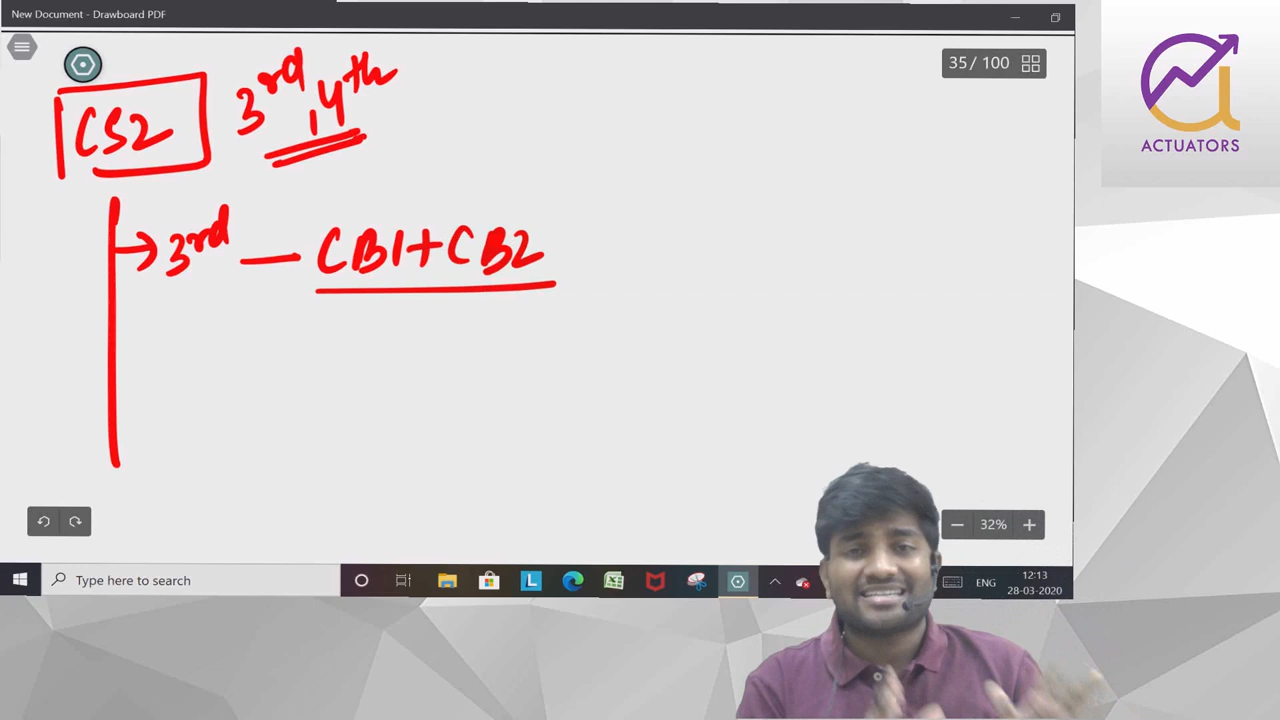 New Document - Drawboard PDF
35 / 100
CS2 3rd, 4th
→ 3rd — CB1+CB2
ACTUATORS
32%
Type here to search
ENG
12:13
28-03-2020